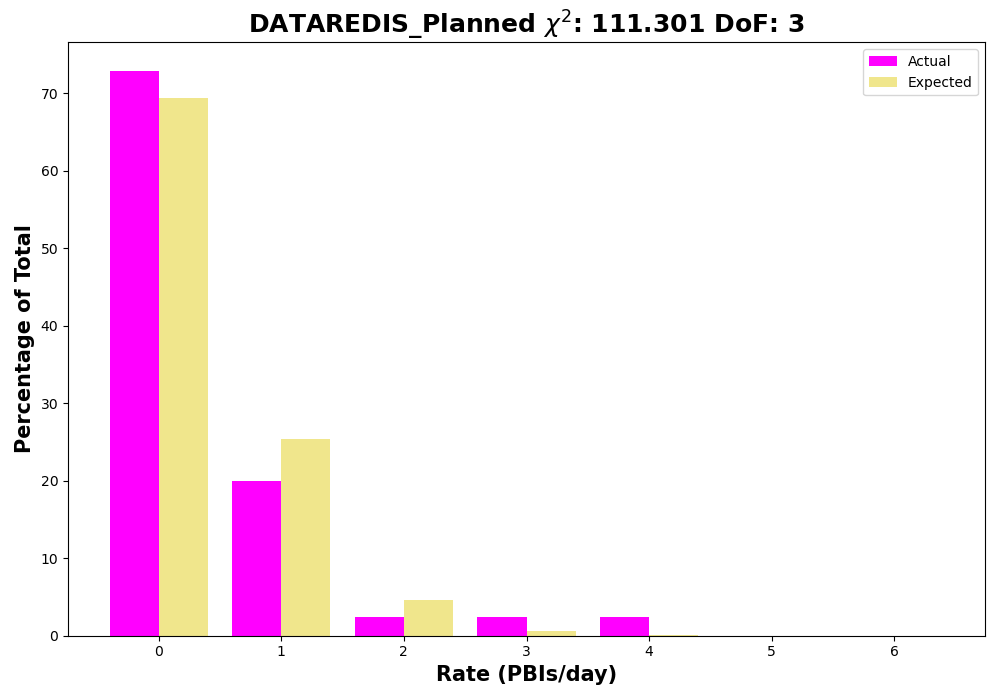 DATAREDIS_Planned χ²: 111.301 DoF: 3
Actual
Expected
Percentage of Total
70
60
50
40
30
20
10
0
0 1 2 3 4 5 6
Rate (PBIs/day)